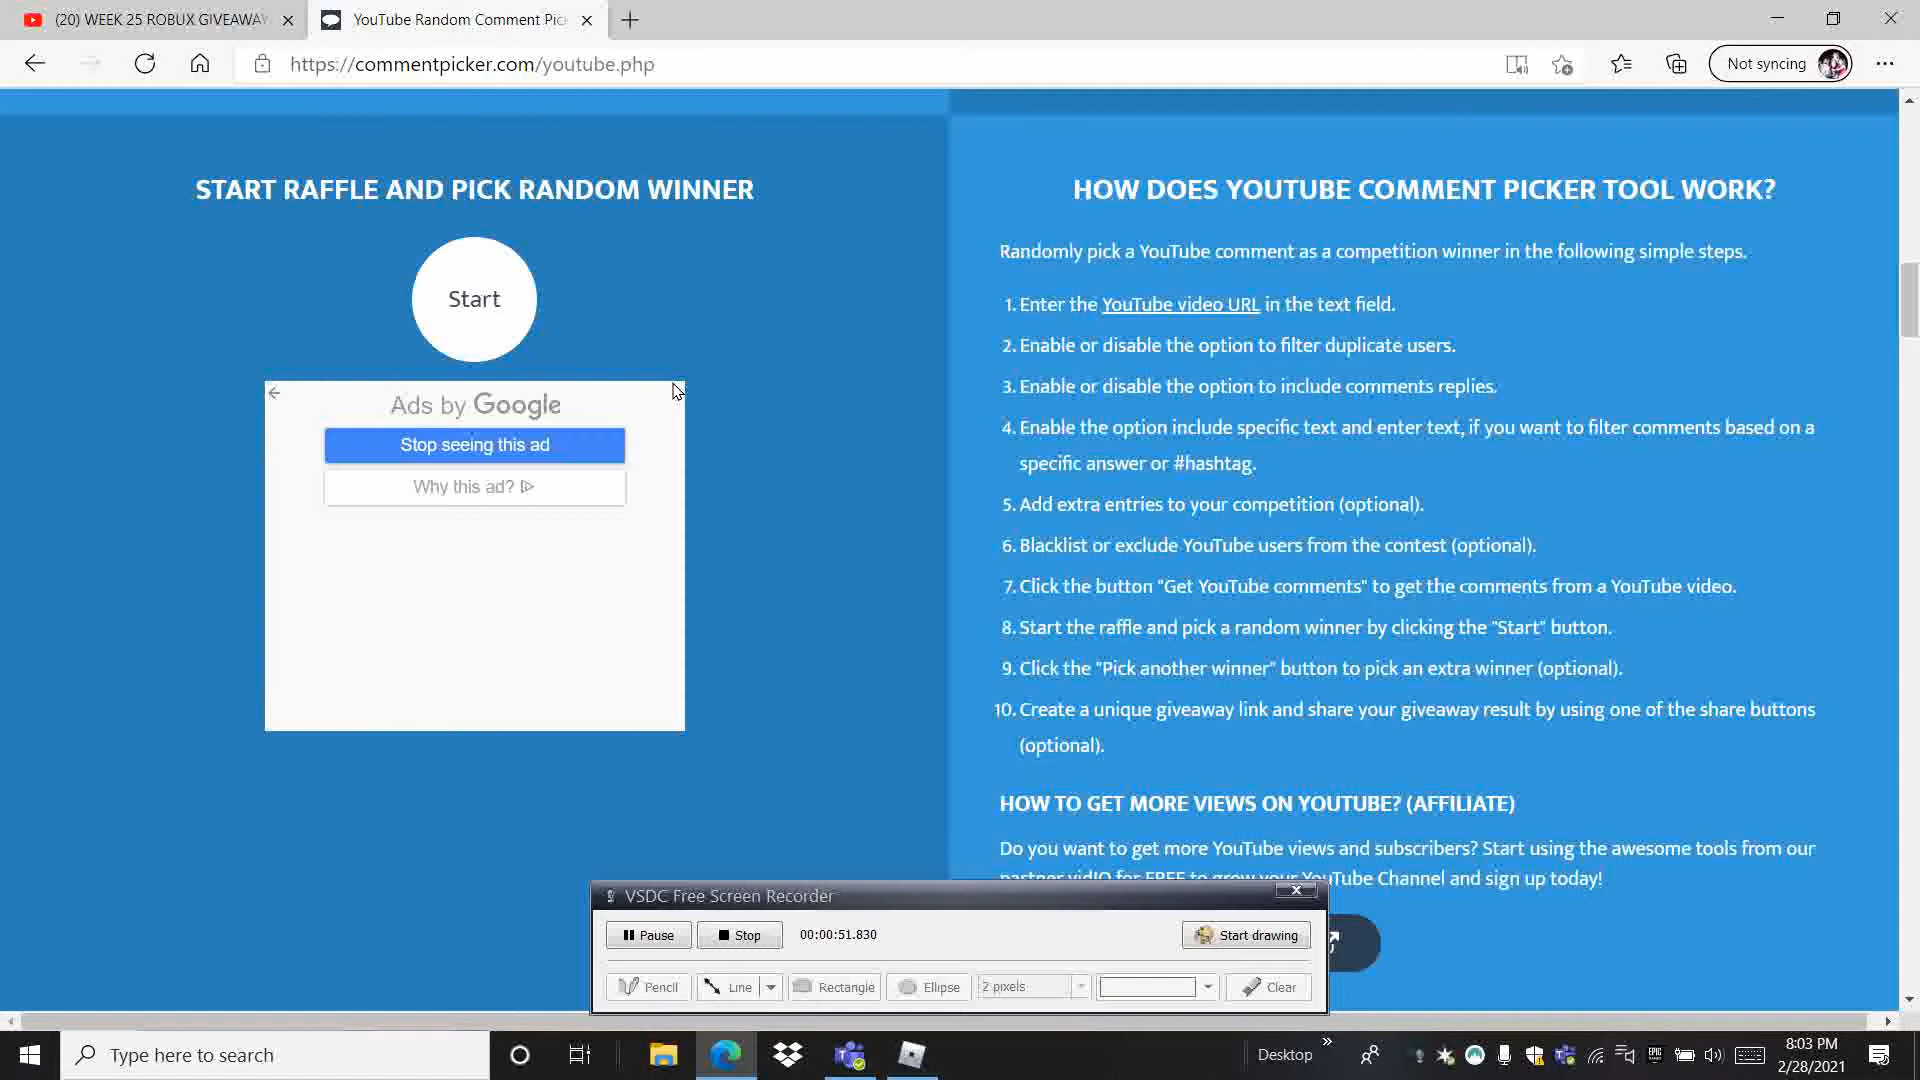 (20) WEEK 25 ROBUX GIVEAWAY
YouTube Random Comment Pic
https://commentpicker.com/youtube.php
Not syncing
START RAFFLE AND PICK RANDOM WINNER
Start
Ads by Google
Stop seeing this ad
Why this ad?
HOW DOES YOUTUBE COMMENT PICKER TOOL WORK?
Randomly pick a YouTube comment as a competition winner in the following simple steps.
1. Enter the YouTube video URL in the text field.
2. Enable or disable the option to filter duplicate users.
3. Enable or disable the option to include comments replies.
4. Enable the option include specific text and enter text, if you want to filter comments based on a
specific answer or #hashtag.
5. Add extra entries to your competition (optional).
6. Blacklist or exclude YouTube users from the contest (optional).
7. Click the button "Get YouTube comments" to get the comments from a YouTube video.
8. Start the raffle and pick a random winner by clicking the "Start" button.
9. Click the "Pick another winner" button to pick an extra winner (optional).
10. Create a unique giveaway link and share your giveaway result by using one of the share buttons
(optional).
HOW TO GET MORE VIEWS ON YOUTUBE? (AFFILIATE)
Do you want to get more YouTube views and subscribers? Start using the awesome tools from our
partner vidIQ for FREE to grow your YouTube Channel and sign up today!
VSDC Free Screen Recorder
Pause
Stop
00:00:51.830
Start drawing
Pencil
Line
Rectangle
Ellipse
2 pixels
Clear
Type here to search
Desktop
EPIC
8:03 PM
2/28/2021